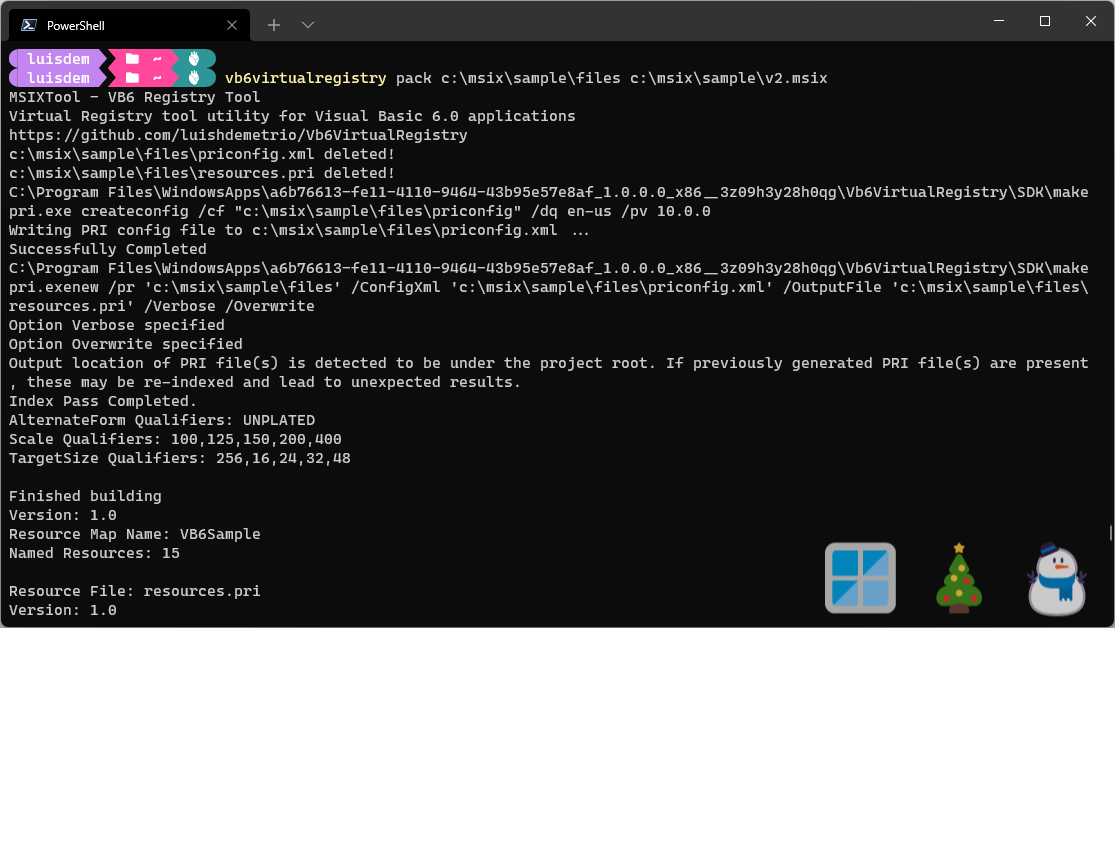 PowerShell
luisdem ~
luisdem ~ vb6virtualregistry pack c:\msix\sample\files c:\msix\sample\v2.msix
MSIXTool - VB6 Registry Tool
Virtual Registry tool utility for Visual Basic 6.0 applications
https://github.com/luishdemetrio/Vb6VirtualRegistry
c:\msix\sample\files\priconfig.xml deleted!
c:\msix\sample\files\resources.pri deleted!
C:\Program Files\WindowsApps\a6b76613-fe11-4110-9464-43b95e57e8af_1.0.0.0_x86__3z09h3y28h0qg\Vb6VirtualRegistry\SDK\make
pri.exe createconfig /cf "c:\msix\sample\files\priconfig" /dq en-us /pv 10.0.0
Writing PRI config file to c:\msix\sample\files\priconfig.xml ...
Successfully Completed
C:\Program Files\WindowsApps\a6b76613-fe11-4110-9464-43b95e57e8af_1.0.0.0_x86__3z09h3y28h0qg\Vb6VirtualRegistry\SDK\make
pri.exenew /pr 'c:\msix\sample\files' /ConfigXml 'c:\msix\sample\files\priconfig.xml' /OutputFile 'c:\msix\sample\files\
resources.pri' /Verbose /Overwrite
Option Verbose specified
Option Overwrite specified
Output location of PRI file(s) is detected to be under the project root. If previously generated PRI file(s) are present
, these may be re-indexed and lead to unexpected results.
Index Pass Completed.
AlternateForm Qualifiers: UNPLATED
Scale Qualifiers: 100,125,150,200,400
TargetSize Qualifiers: 256,16,24,32,48
Finished building
Version: 1.0
Resource Map Name: VB6Sample
Named Resources: 15
Resource File: resources.pri
Version: 1.0